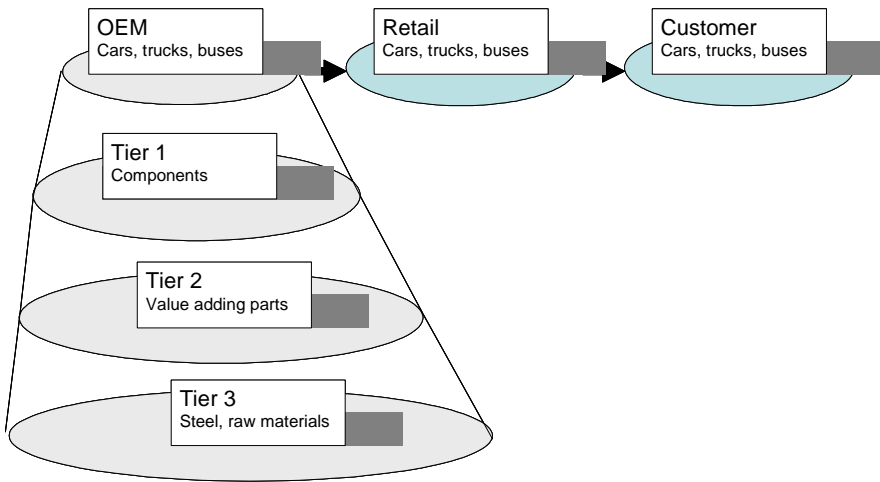 OEM
Cars, trucks, buses
Retail
Cars, trucks, buses
Customer
Cars, trucks, buses
Tier 1
Components
Tier 2
Value adding parts
Tier 3
Steel, raw materials